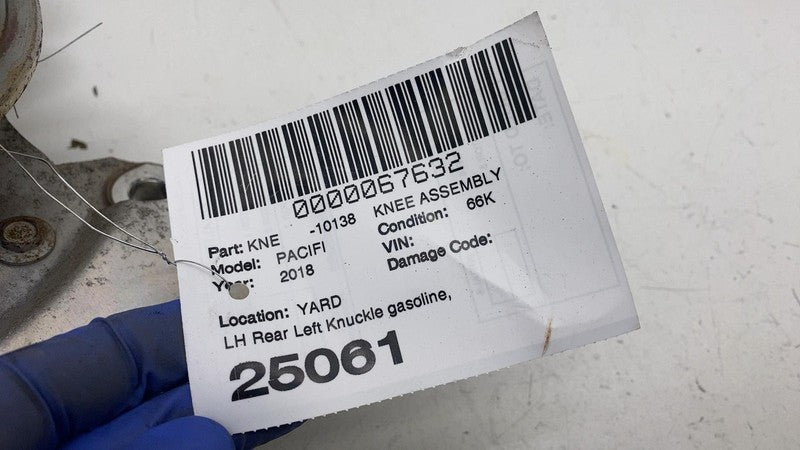 0000067632
Part: KNE -10138 KNEE ASSEMBLY
Model: PACIFI Condition: 66K
Year: 2018 VIN:
Damage Code:
Location: YARD
LH Rear Left Knuckle gasoline,
25061